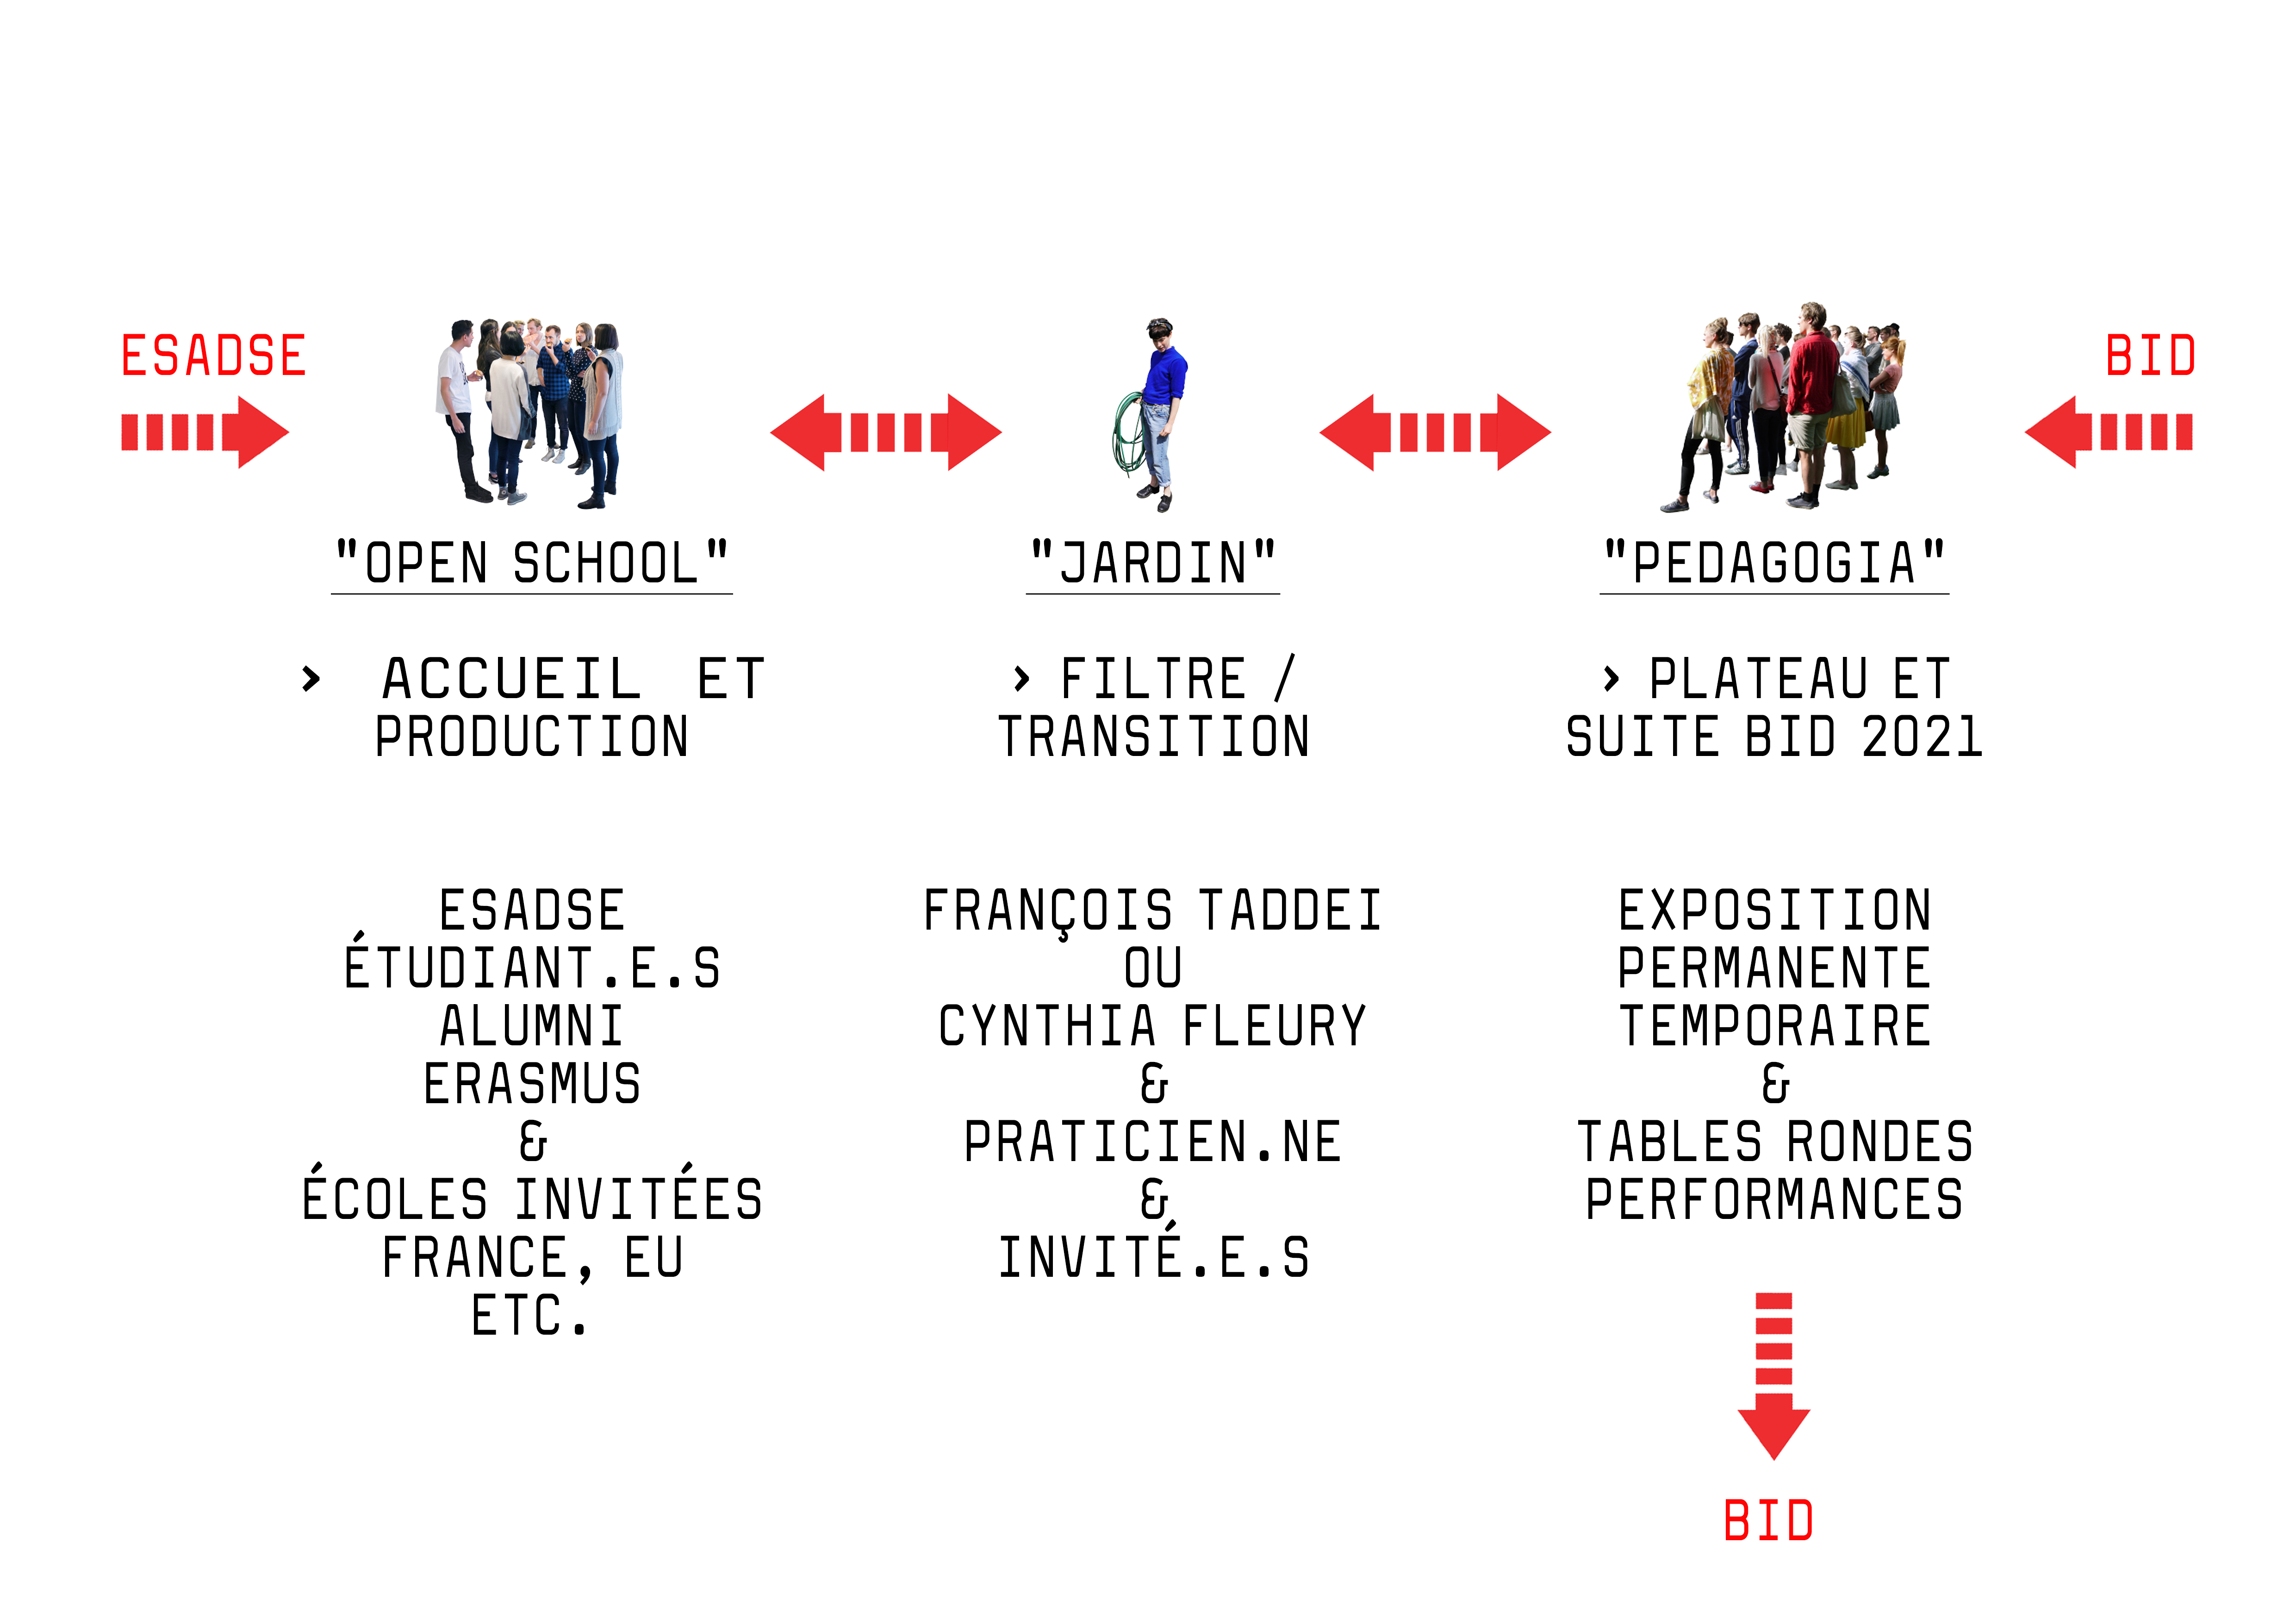 ESADSE
BID
"OPEN SCHOOL"
> ACCUEIL ET
PRODUCTION
ESADSE
ÉTUDIANT.E.S
ALUMNI
ERASMUS
&
ÉCOLES INVITÉES
FRANCE, EU
ETC.
"JARDIN"
> FILTRE /
TRANSITION
FRANÇOIS TADDEI
OU
CYNTHIA FLEURY
&
PRATICIEN.NE
&
INVITÉ.E.S
"PEDAGOGIA"
> PLATEAU ET
SUITE BID 2021
EXPOSITION
PERMANENTE
TEMPORAIRE
&
TABLES RONDES
PERFORMANCES
BID